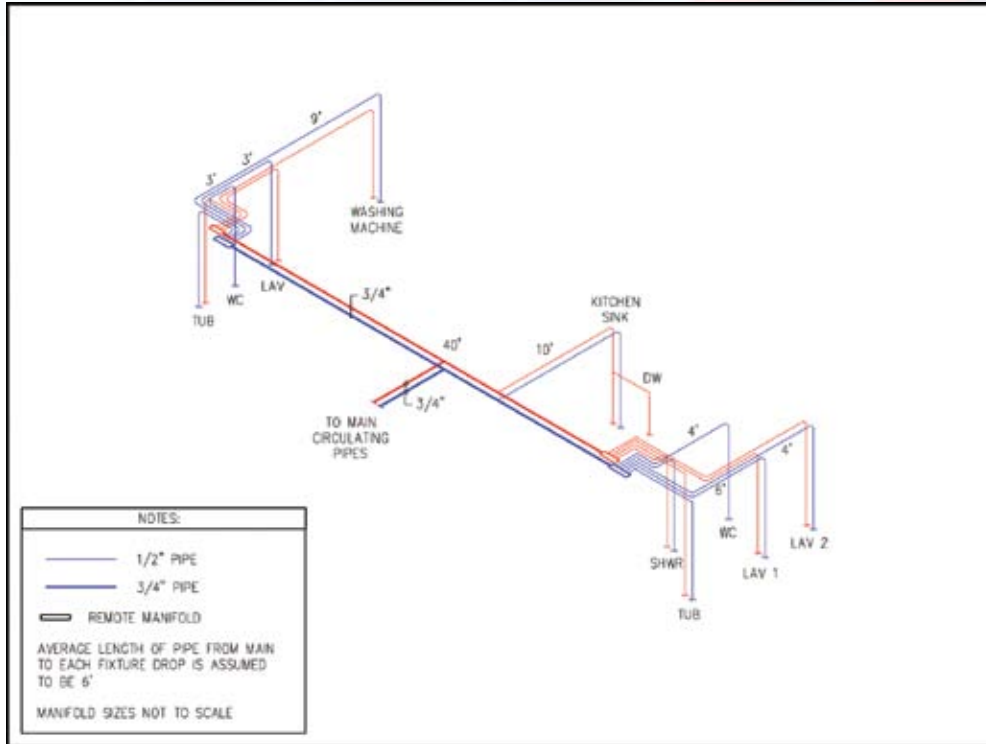 9'
3'
3'
WASHING
MACHINE
LAV
WC
TUB
3/4"
KITCHEN
SINK
40'
10'
DW
3/4"
TO MAIN
CIRCULATING
PIPES
4'
4'
6'
WC
LAV 2
SHWR
LAV 1
TUB
NOTES:
1/2" PIPE
3/4" PIPE
REMOTE MANIFOLD
AVERAGE LENGTH OF PIPE FROM MAIN
TO EACH FIXTURE DROP IS ASSUMED
TO BE 6'
MANIFOLD SIZES NOT TO SCALE